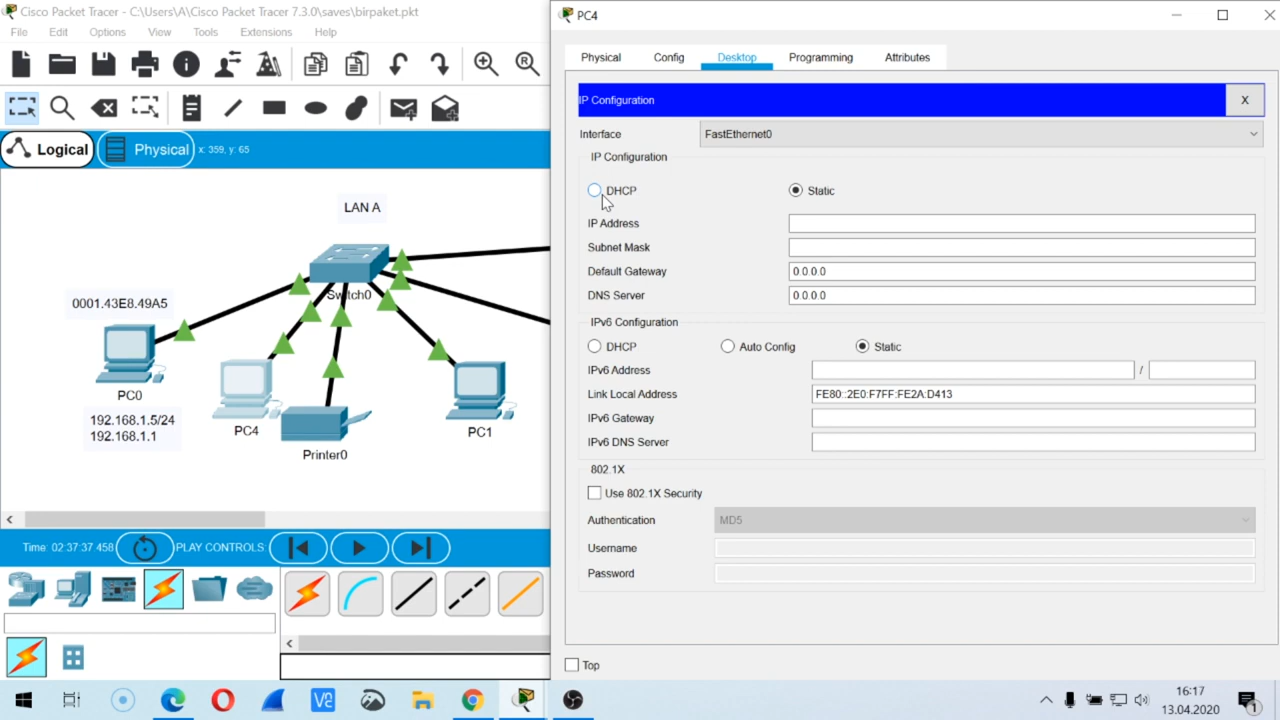 Cisco Packet Tracer - C:\Users\A\Cisco Packet Tracer 7.3.0\saves\birpaket.pkt
File Edit Options View Tools Extensions Help
Logical
Physical
x: 359, y: 65
LAN A
Switch0
0001.43E8.49A5
PC0
192.168.1.5/24
192.168.1.1
PC4
Printer0
PC1
Time: 02:37:37.458
PLAY CONTROLS:
PC4
Physical Config Desktop Programming Attributes
IP Configuration
X
Interface
FastEthernet0
IP Configuration
DHCP
Static
IP Address
Subnet Mask
Default Gateway
0.0.0.0
DNS Server
0.0.0.0
IPv6 Configuration
DHCP
Auto Config
Static
IPv6 Address
/
Link Local Address
FE80::2E0:F7FF:FE2A:D413
IPv6 Gateway
IPv6 DNS Server
802.1X
Use 802.1X Security
Authentication
MD5
Username
Password
Top
16:17
13.04.2020
1